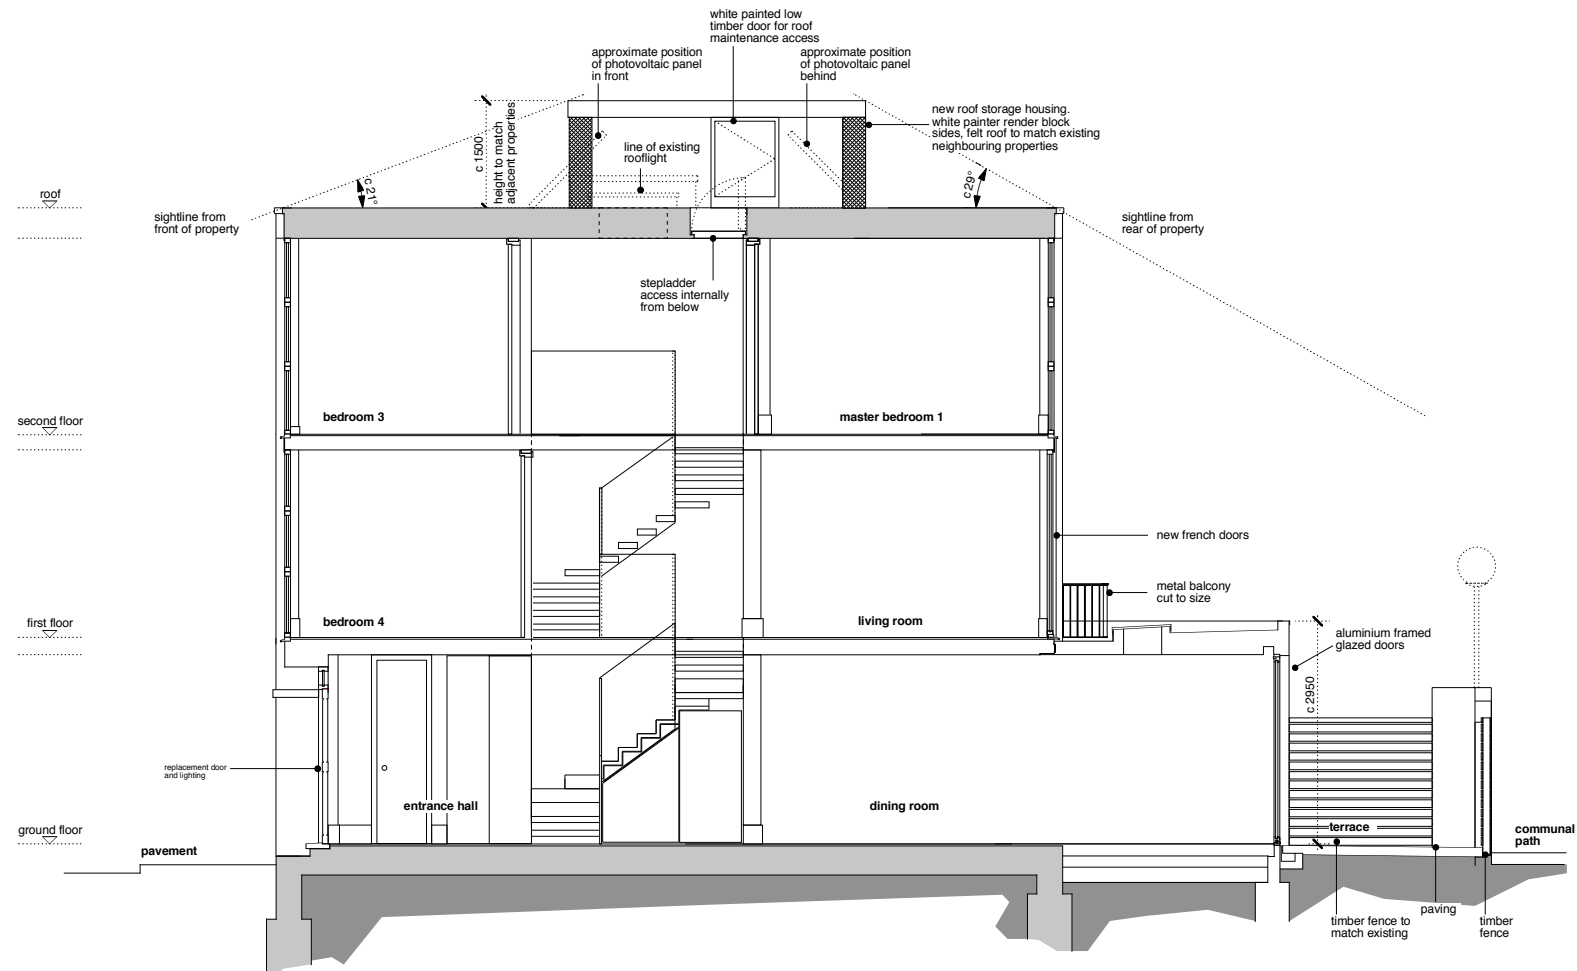 white painted low
timber door for roof
maintenance access
approximate position
of photovoltaic panel
in front
approximate position
of photovoltaic panel
behind
new roof storage housing.
white painter render block
sides, felt roof to match existing
neighbouring properties
c 1500
height to match
adjacent properties
line of existing
rooflight
c 21°
c 29°
roof
sightline from
front of property
sightline from
rear of property
stepladder
access internally
from below
bedroom 3
master bedroom 1
second floor
new french doors
metal balcony
cut to size
bedroom 4
living room
first floor
aluminium framed
glazed doors
c 2950
replacement door
and lighting
entrance hall
dining room
ground floor
pavement
terrace
communal
path
paving
timber fence to
match existing
timber
fence